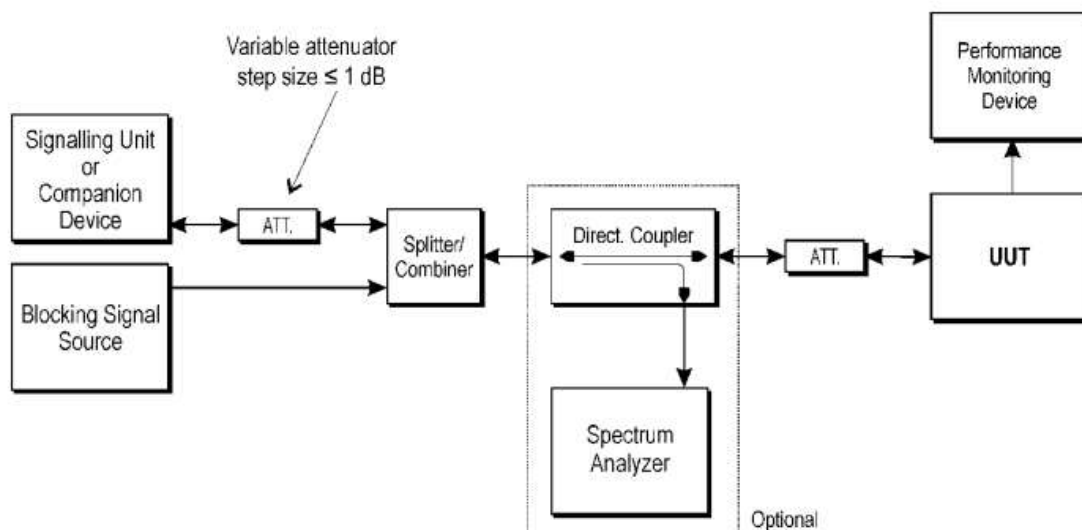 Variable attenuator
step size ≤ 1 dB
Performance
Monitoring
Device
Signalling Unit
or
Companion
Device
ATT.
Splitter/
Combiner
Direct. Coupler
ATT.
UUT
Blocking Signal
Source
Spectrum
Analyzer
Optional